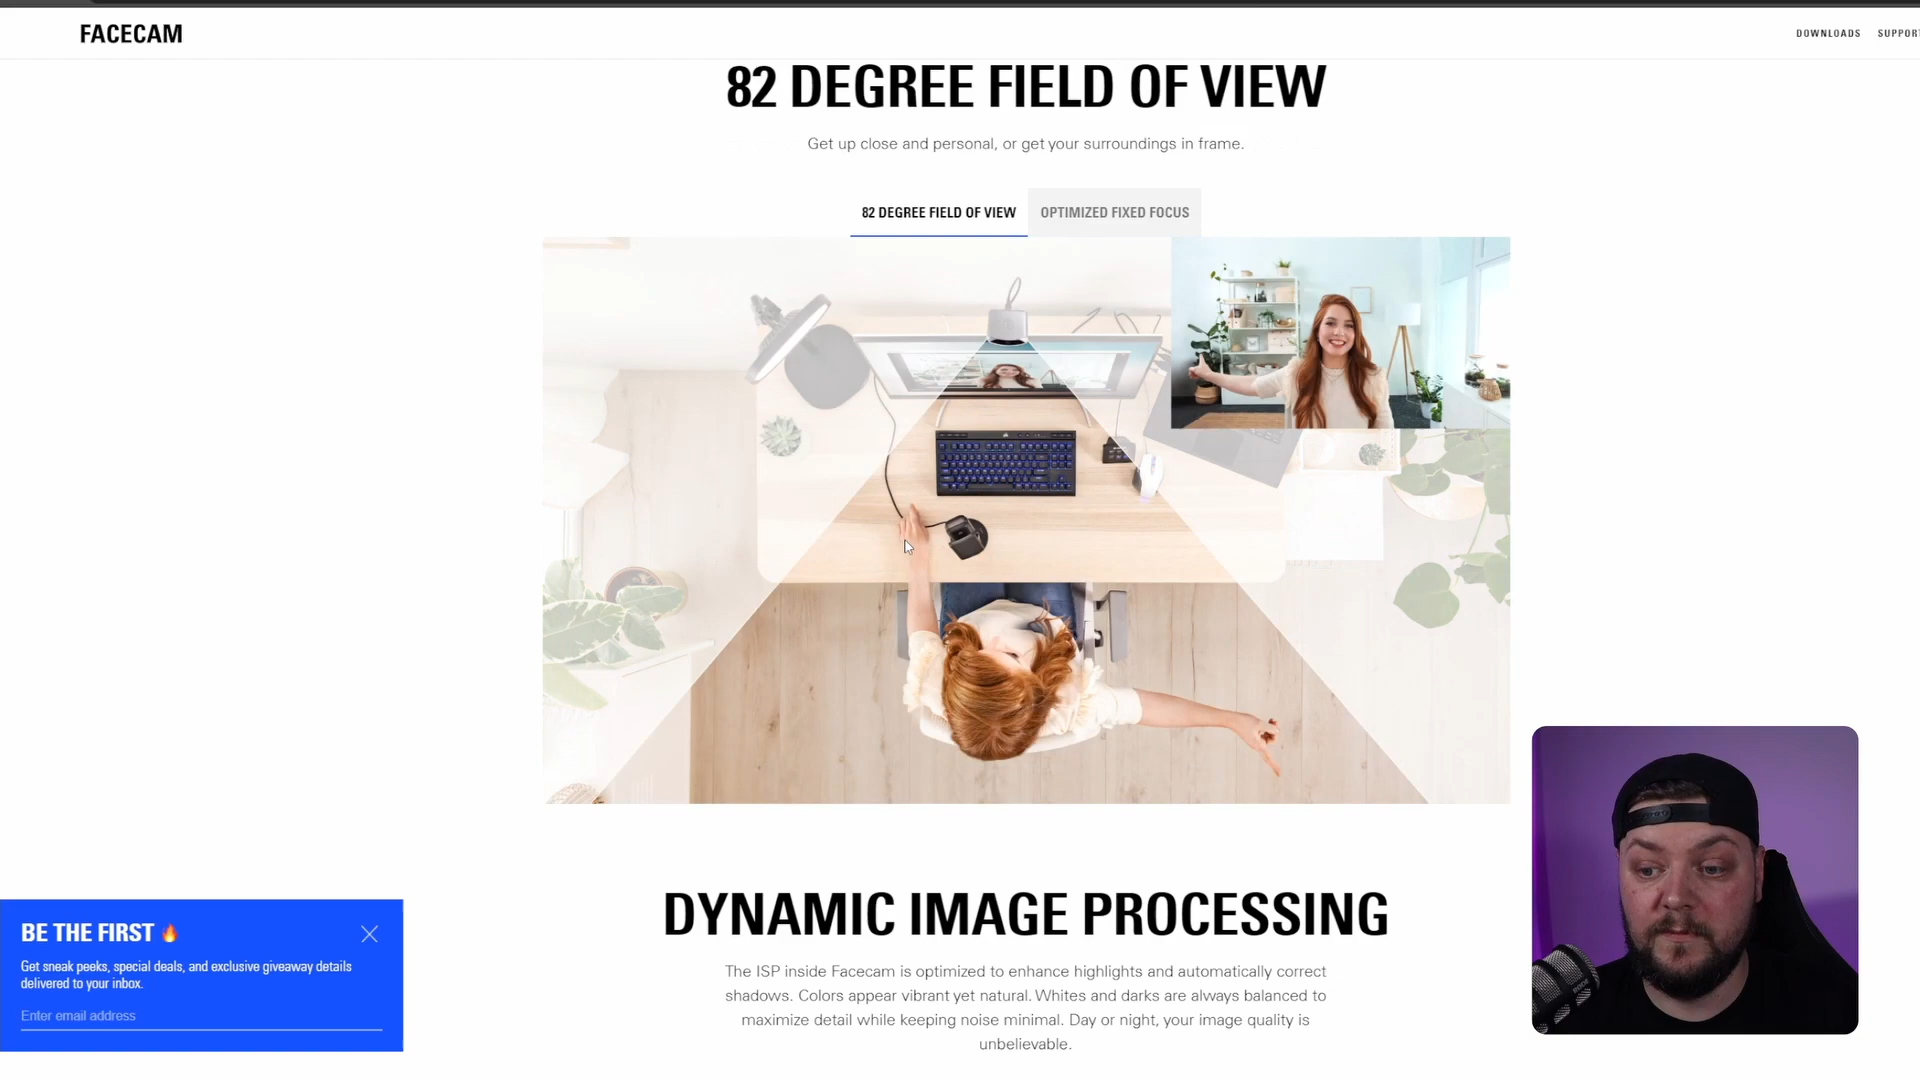 FACECAM
DOWNLOADS
SUPPORT
82 DEGREE FIELD OF VIEW
Get up close and personal, or get your surroundings in frame.
82 DEGREE FIELD OF VIEW
OPTIMIZED FIXED FOCUS
DYNAMIC IMAGE PROCESSING
The ISP inside Facecam is optimized to enhance highlights and automatically correct
shadows. Colors appear vibrant yet natural. Whites and darks are always balanced to
maximize detail while keeping noise minimal. Day or night, your image quality is
unbelievable.
BE THE FIRST 🔥
Get sneak peeks, special deals, and exclusive giveaway details
delivered to your inbox.
Enter email address
RODE